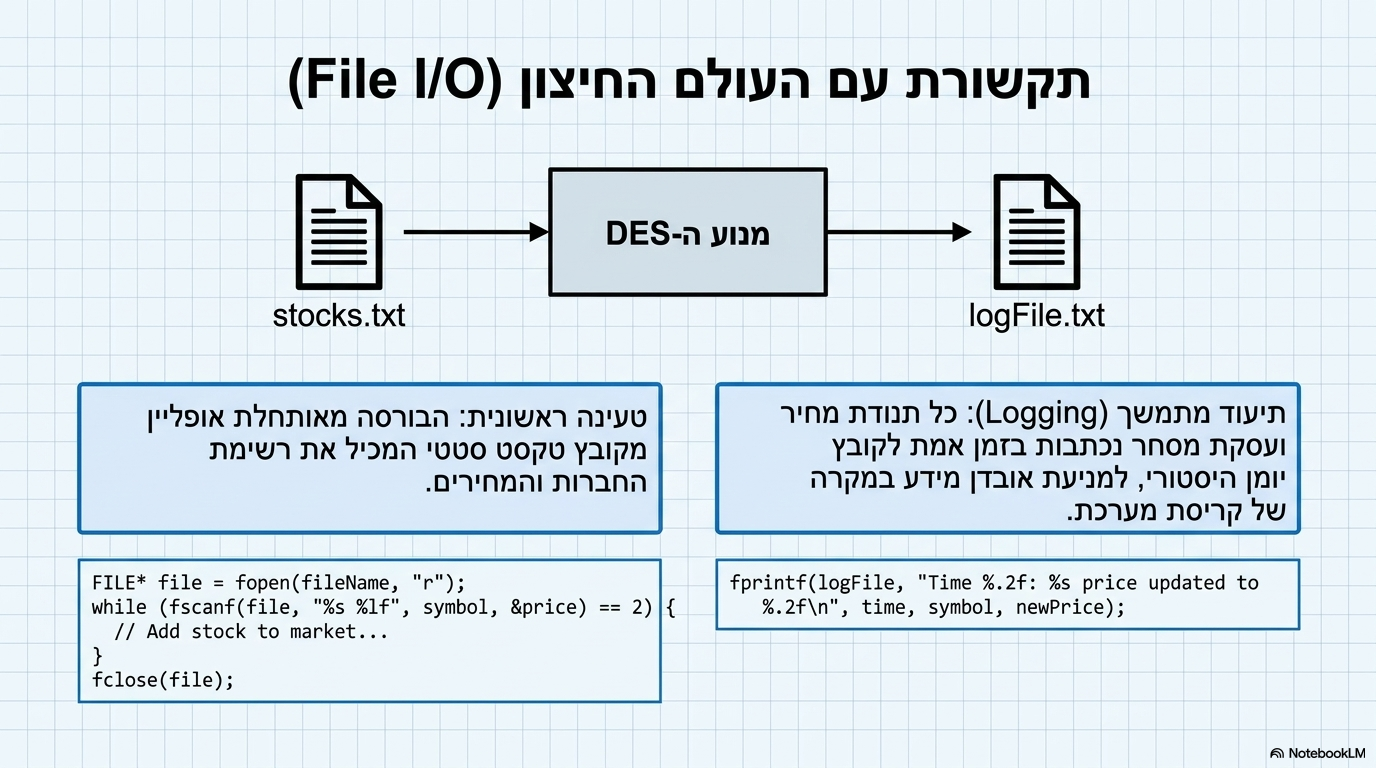 תקשורת עם העולם החיצון (File I/O)
stocks.txt
מנוע ה-DES
logFile.txt
טעינה ראשונית: הבורסה מאותחלת אופליין
מקובץ טקסט סטטי המכיל את רשימת
החברות והמחירים.
FILE* file = fopen(fileName, "r");
while (fscanf(file, "%s %lf", symbol, &price) == 2) {
  // Add stock to market...
}
fclose(file);
תיעוד מתמשך (Logging): כל תנודת מחיר
ועסקת מסחר נכתבות בזמן אמת לקובץ
יומן היסטורי, למניעת אובדן מידע במקרה
של קריסת מערכת.
fprintf(logFile, "Time %.2f: %s price updated to
   %.2f\n", time, symbol, newPrice);
NotebookLM